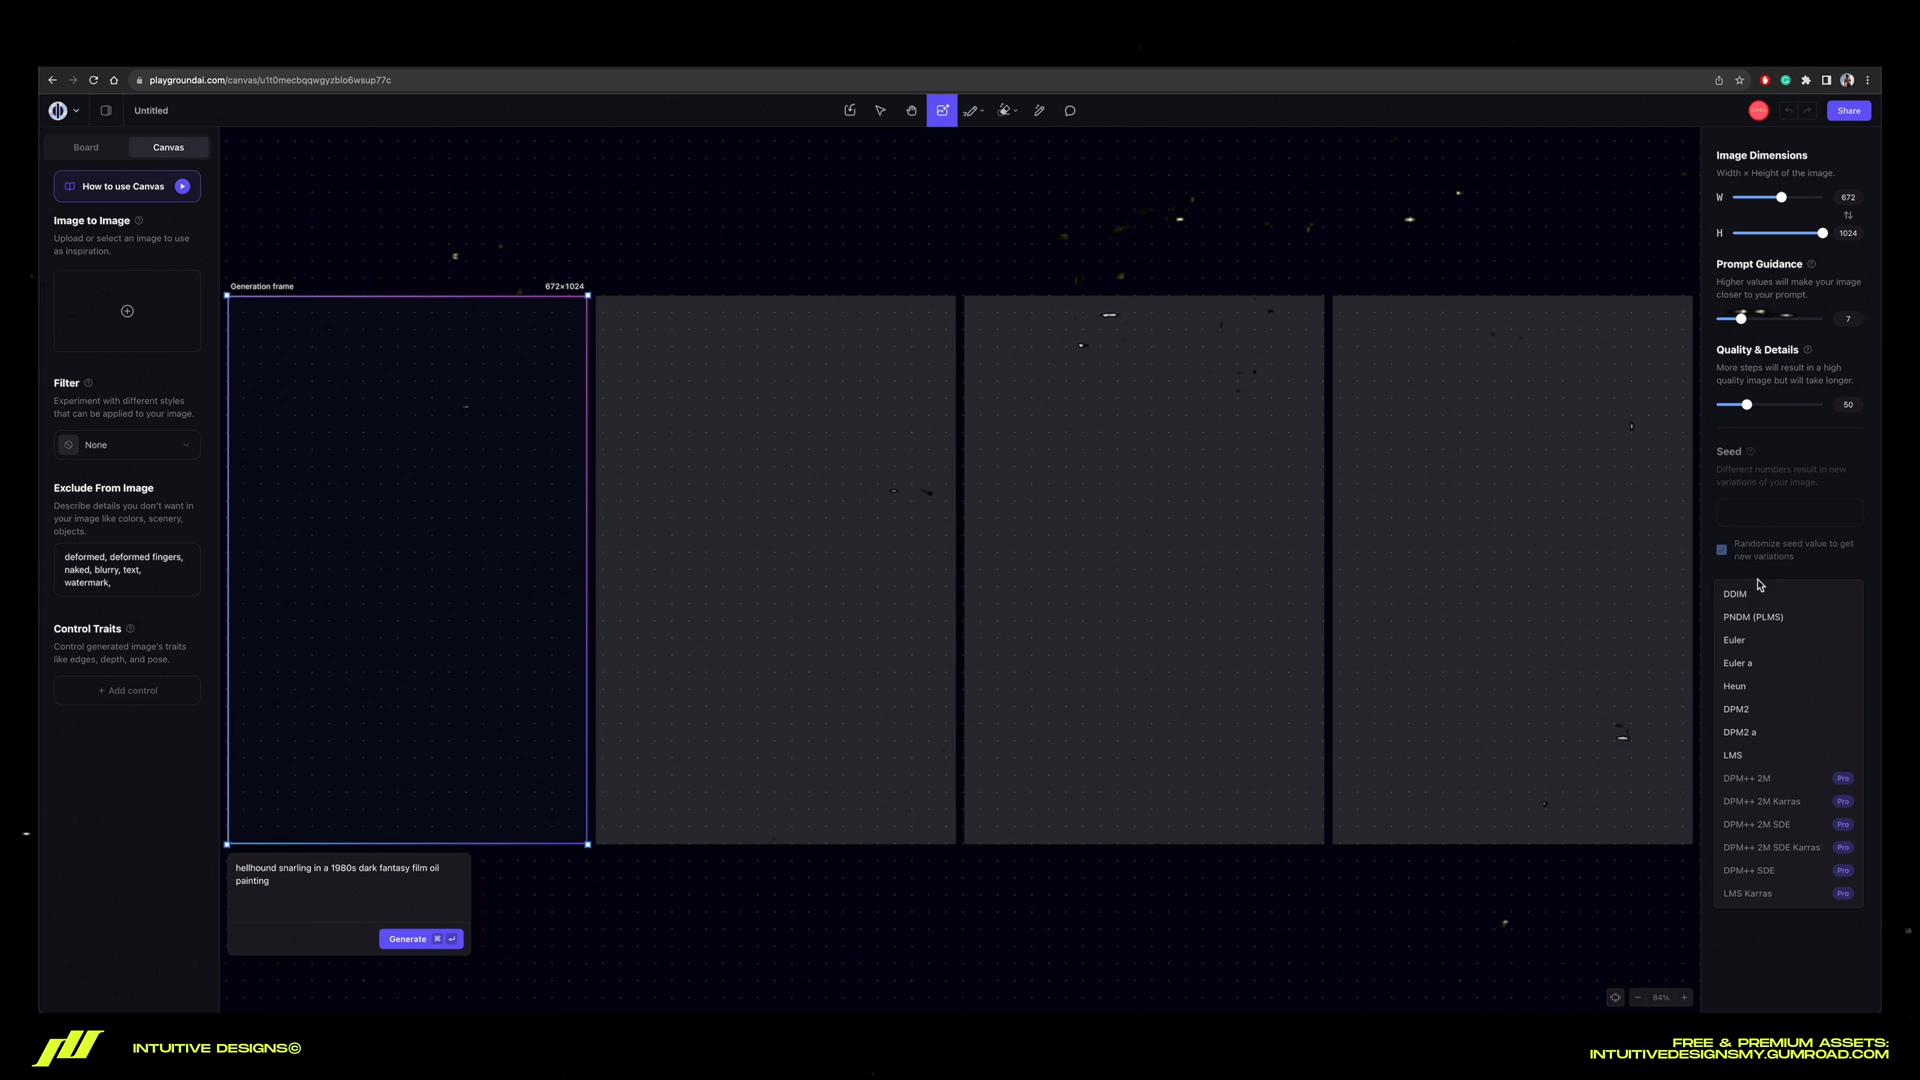 playgroundai.com/canvas/u1t0mecbqqwgyzblo6wsup77c
Untitled
Share
Board
Canvas
How to use Canvas
Image to Image
Upload or select an image to use
as inspiration.
Filter
Experiment with different styles
that can be applied to your image.
None
Exclude From Image
Describe details you don't want in
your image like colors, scenery,
objects.
deformed, deformed fingers,
naked, blurry, text,
watermark,
Control Traits
Control generated image's traits
like edges, depth, and pose.
+ Add control
Generation frame
672×1024
hellhound snarling in a 1980s dark fantasy film oil
painting
Generate
Image Dimensions
Width × Height of the image.
W
672
H
1024
Prompt Guidance
Higher values will make your image
closer to your prompt.
7
Quality & Details
More steps will result in a high
quality image but will take longer.
50
Seed
Different numbers result in new
variations of your image.
Randomize seed value to get
new variations
DDIM
PNDM (PLMS)
Euler
Euler a
Heun
DPM2
DPM2 a
LMS
DPM++ 2M Pro
DPM++ 2M Karras Pro
DPM++ 2M SDE Pro
DPM++ 2M SDE Karras Pro
DPM++ SDE Pro
LMS Karras Pro
84%
INTUITIVE DESIGNS©
FREE & PREMIUM ASSETS:
INTUITIVEDESIGNSMY.GUMROAD.COM